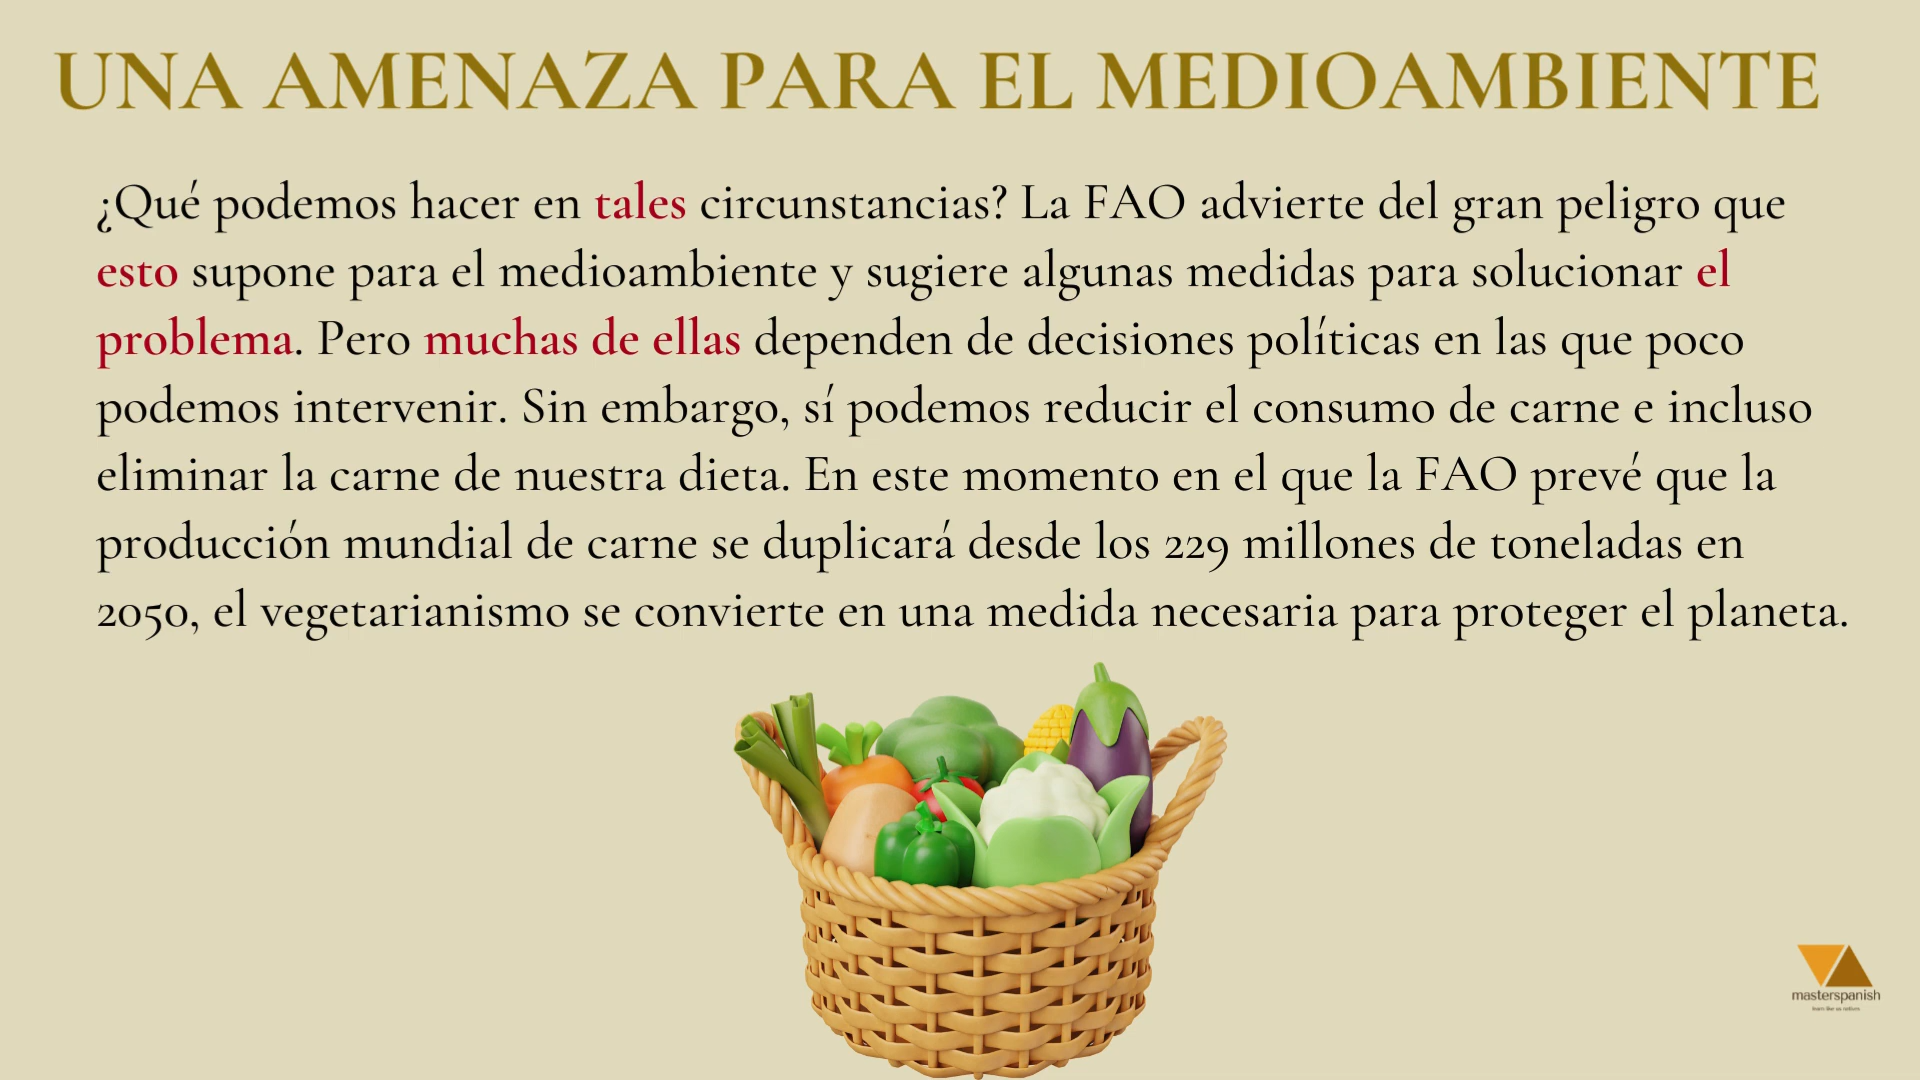 UNA AMENAZA PARA EL MEDIOAMBIENTE
¿Qué podemos hacer en tales circunstancias? La FAO advierte del gran peligro que
esto supone para el medioambiente y sugiere algunas medidas para solucionar el
problema. Pero muchas de ellas dependen de decisiones políticas en las que poco
podemos intervenir. Sin embargo, sí podemos reducir el consumo de carne e incluso
eliminar la carne de nuestra dieta. En este momento en el que la FAO prevé que la
producción mundial de carne se duplicará desde los 229 millones de toneladas en
2050, el vegetarianismo se convierte en una medida necesaria para proteger el planeta.
masterspanish
learn like us natives